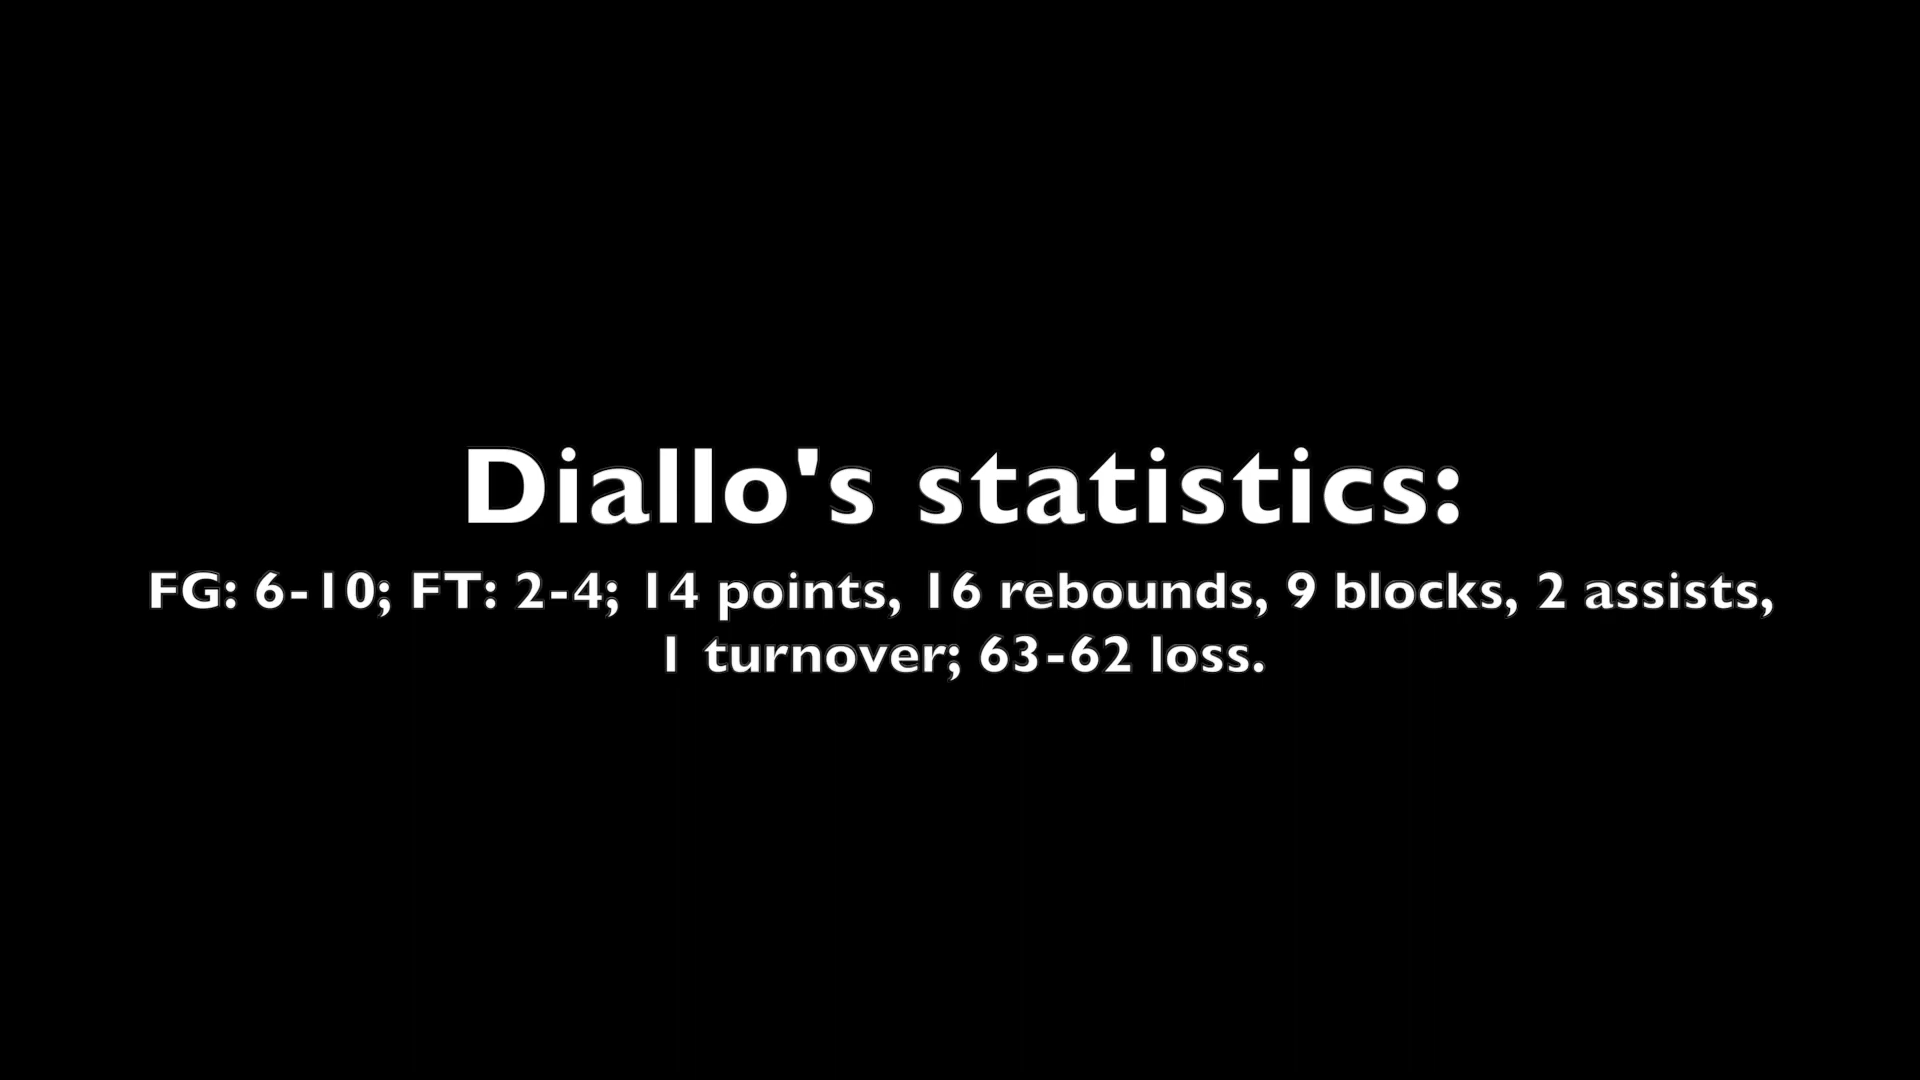 Diallo's statistics:
FG: 6-10; FT: 2-4; 14 points, 16 rebounds, 9 blocks, 2 assists,
1 turnover; 63-62 loss.